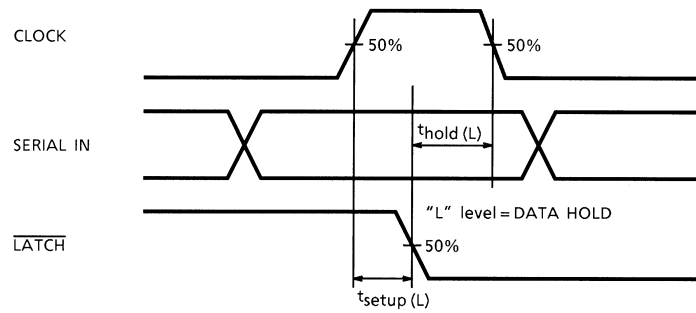 CLOCK
50%
50%
SERIAL IN
thold (L)
"L" level = DATA HOLD
LATCH
50%
tsetup (L)